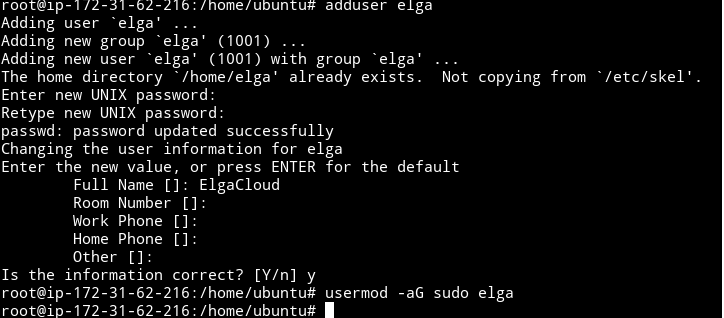 root@ip-172-31-62-216:/home/ubuntu# adduser elga
Adding user `elga' ...
Adding new group `elga' (1001) ...
Adding new user `elga' (1001) with group `elga' ...
The home directory `/home/elga' already exists.  Not copying from `/etc/skel'.
Enter new UNIX password:
Retype new UNIX password:
passwd: password updated successfully
Changing the user information for elga
Enter the new value, or press ENTER for the default
        Full Name []: ElgaCloud
        Room Number []:
        Work Phone []:
        Home Phone []:
        Other []:
Is the information correct? [Y/n] y
root@ip-172-31-62-216:/home/ubuntu# usermod -aG sudo elga
root@ip-172-31-62-216:/home/ubuntu#